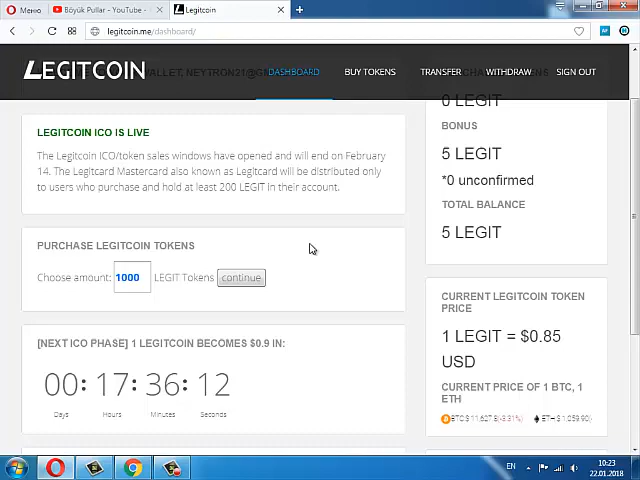 Меню
Böyük Pullar - YouTube -
Legitcoin
legitcoin.me/dashboard/
LEGITCOIN
DASHBOARD
BUY TOKENS
TRANSFER
WITHDRAW
SIGN OUT
LEGITCOIN ICO IS LIVE
The Legitcoin ICO/token sales windows have opened and will end on February
14. The Legitcard Mastercard also known as Legitcard will be distributed only
to users who purchase and hold at least 200 LEGIT in their account.
PURCHASE LEGITCOIN TOKENS
Choose amount: 1000 LEGIT Tokens continue
[NEXT ICO PHASE] 1 LEGITCOIN BECOMES $0.9 IN:
00: 17: 36: 12
Days Hours Minutes Seconds
0 LEGIT
BONUS
5 LEGIT
*0 unconfirmed
TOTAL BALANCE
5 LEGIT
CURRENT LEGITCOIN TOKEN
PRICE
1 LEGIT = $0.85
USD
CURRENT PRICE OF 1 BTC, 1
ETH
EN
10:23
22.01.2018